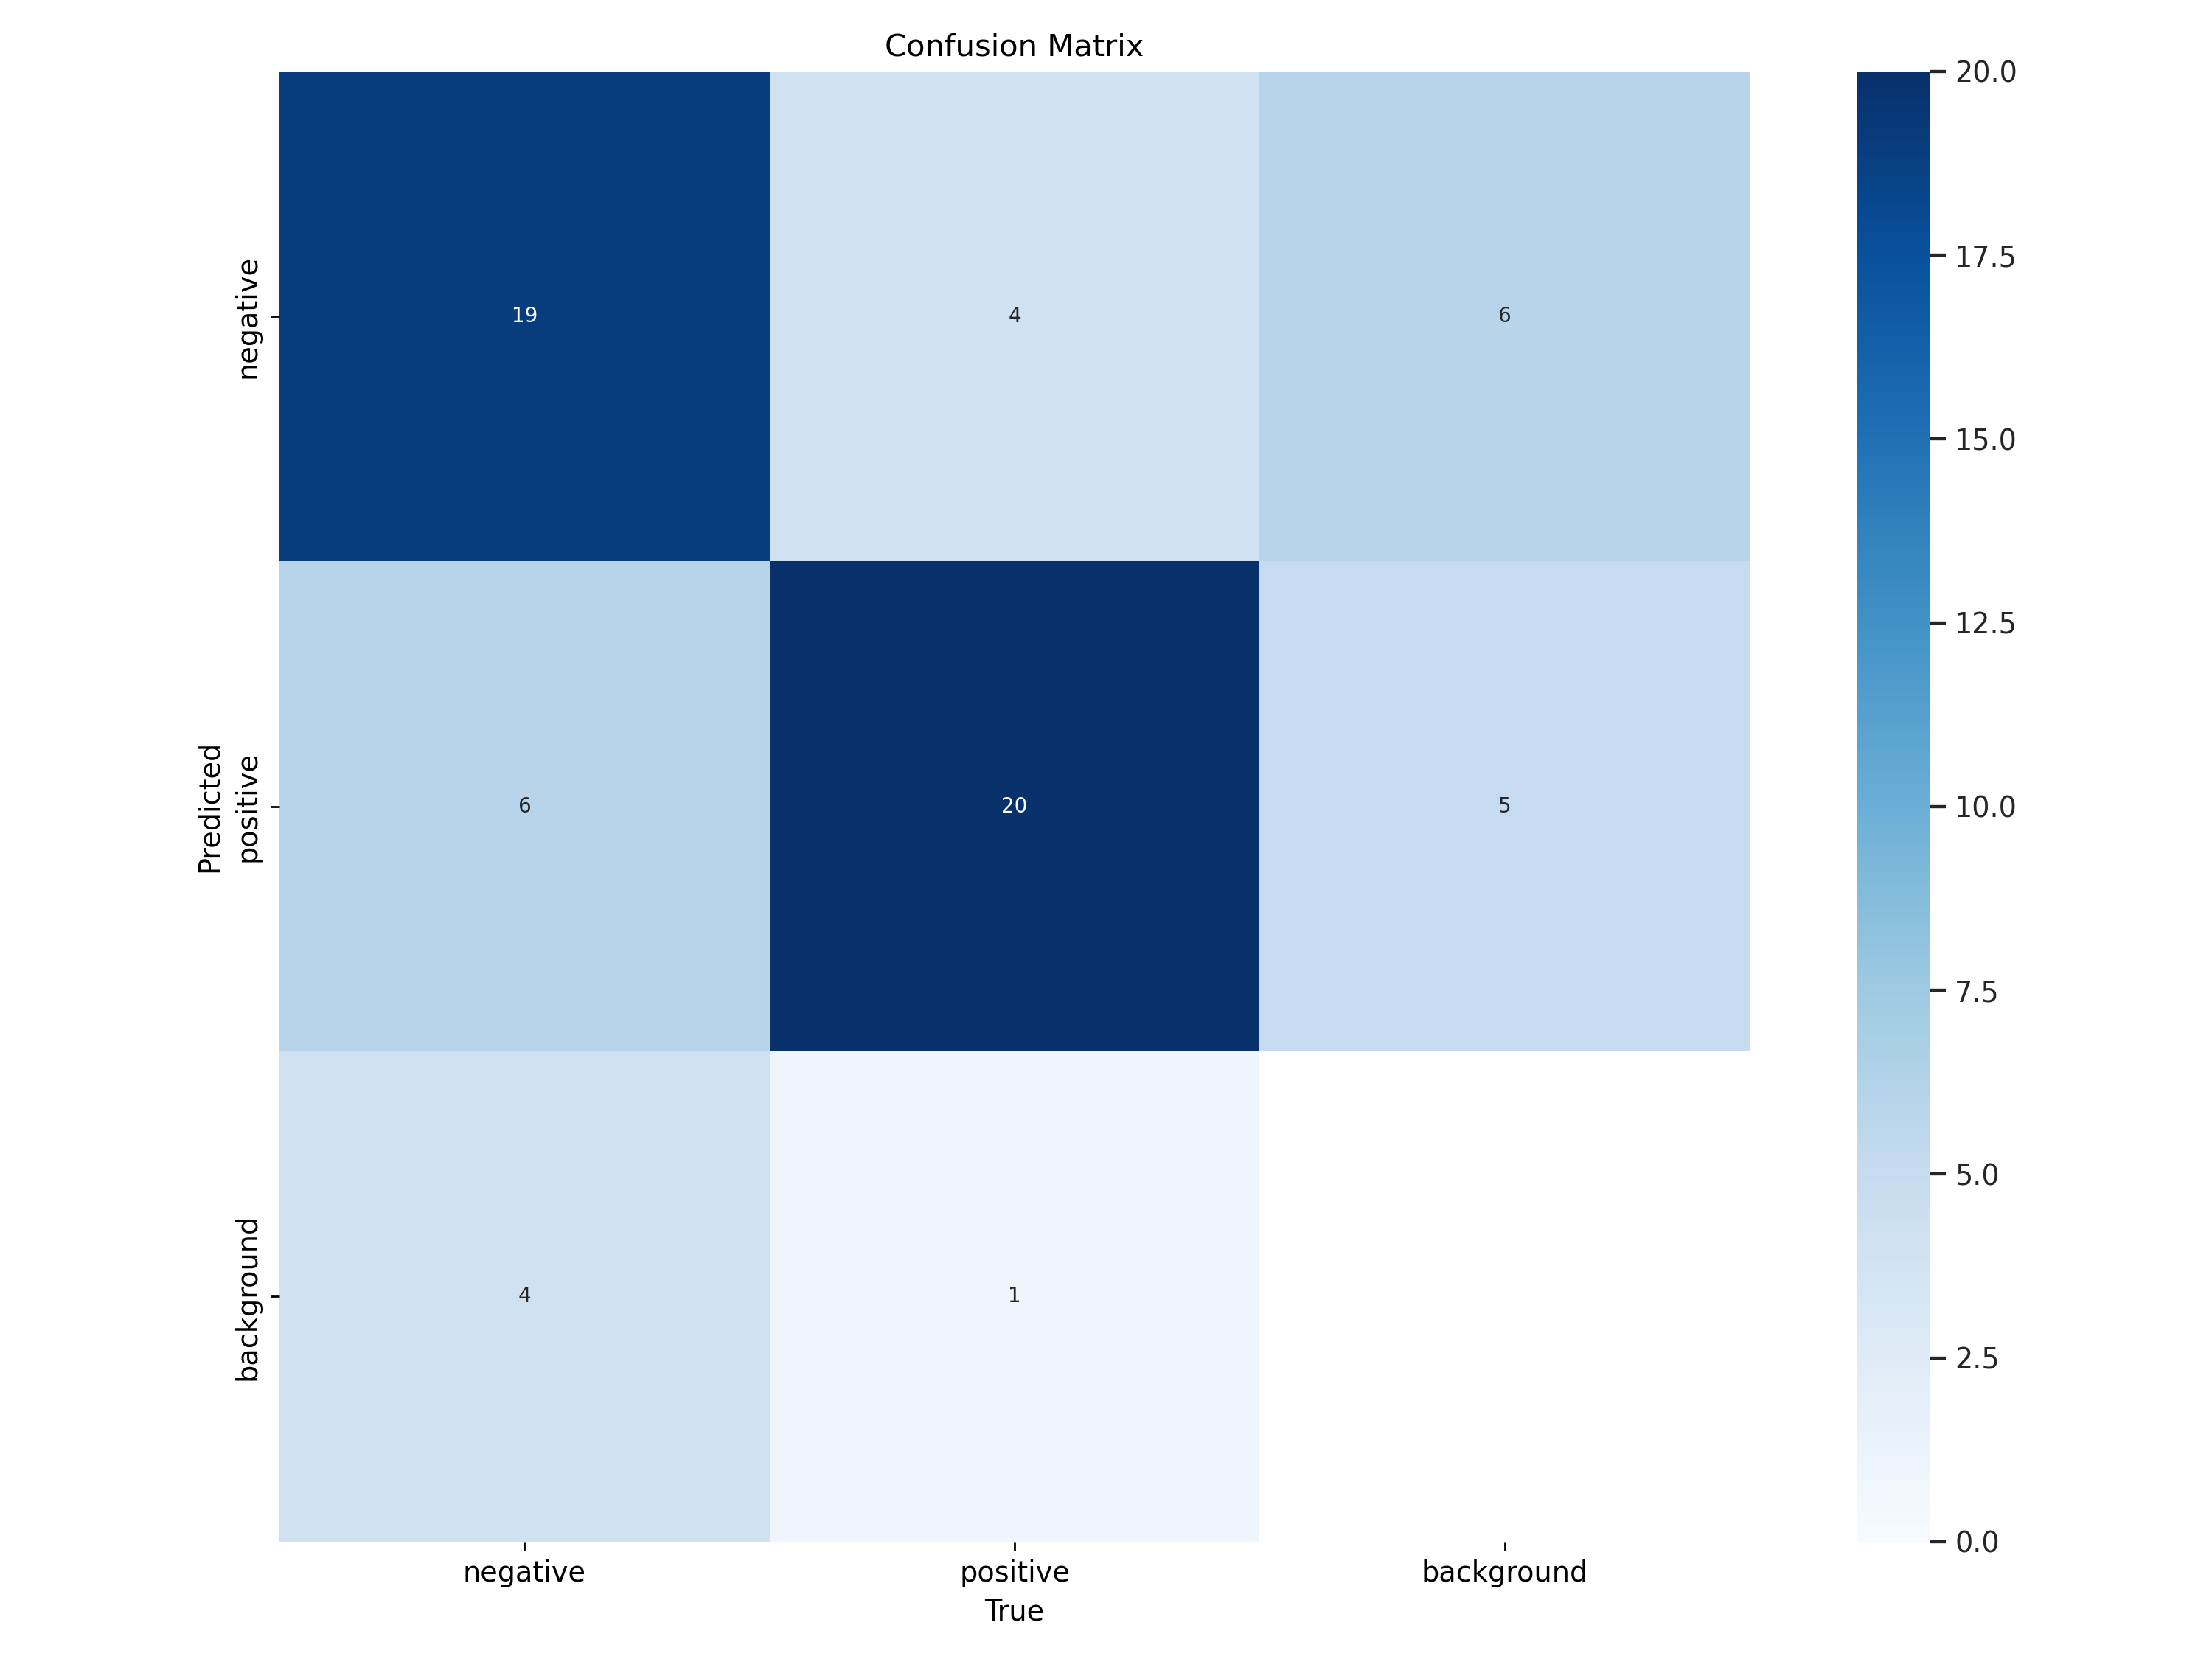 Confusion Matrix
negative
19
4
6
Predicted
positive
6
20
5
background
4
1
negative
positive
background
True
20.0
17.5
15.0
12.5
10.0
7.5
5.0
2.5
0.0